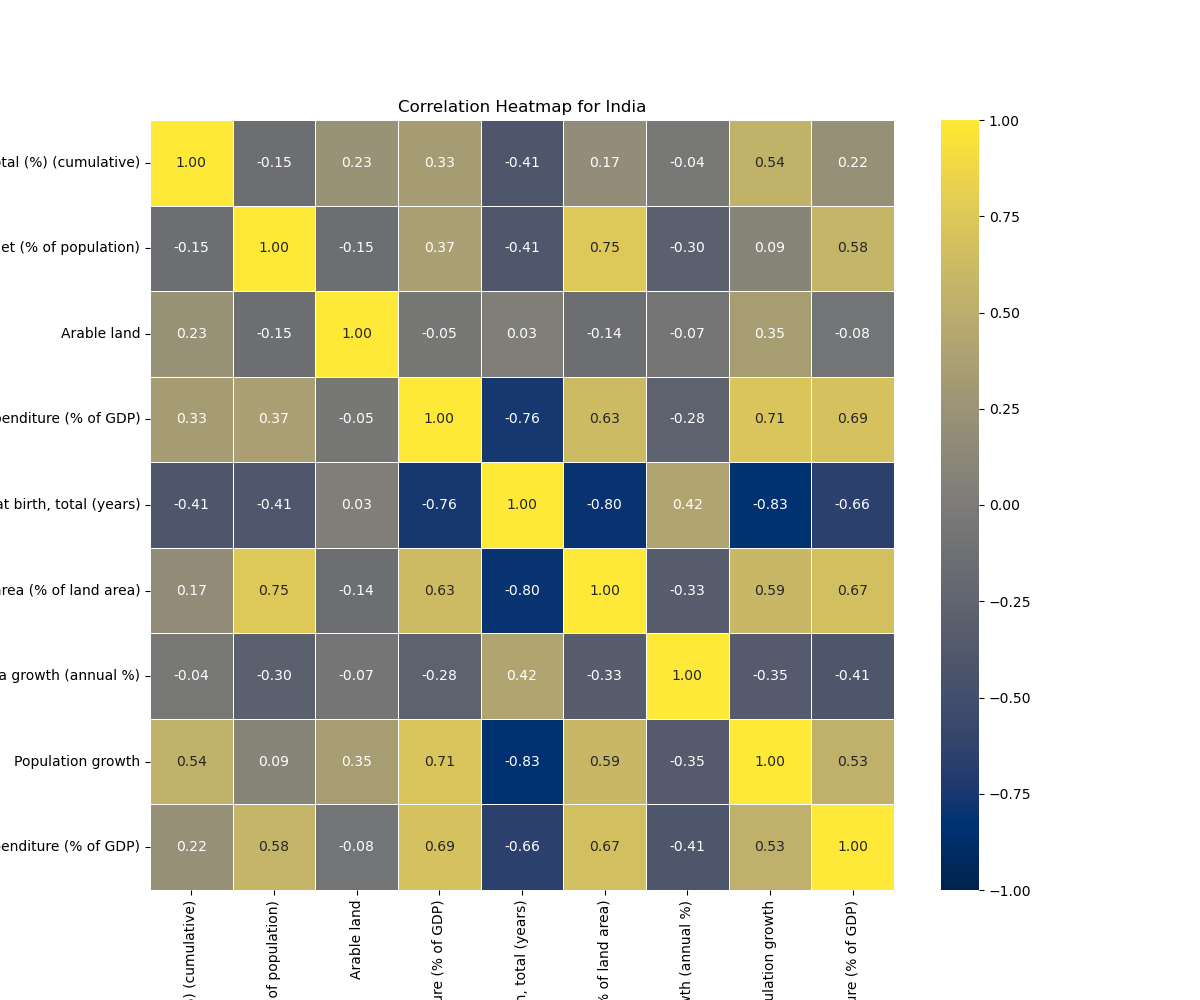 Correlation Heatmap for India
(%) (cumulative) 1.00 -0.15 0.23 0.33 -0.41 0.17 -0.04 0.54 0.22
(% of population) -0.15 1.00 -0.15 0.37 -0.41 0.75 -0.30 0.09 0.58
Arable land 0.23 -0.15 1.00 -0.05 0.03 -0.14 -0.07 0.35 -0.08
(% of GDP) 0.33 0.37 -0.05 1.00 -0.76 0.63 -0.28 0.71 0.69
at birth, total (years) -0.41 -0.41 0.03 -0.76 1.00 -0.80 0.42 -0.83 -0.66
(% of land area) 0.17 0.75 -0.14 0.63 -0.80 1.00 -0.33 0.59 0.67
growth (annual %) -0.04 -0.30 -0.07 -0.28 0.42 -0.33 1.00 -0.35 -0.41
Population growth 0.54 0.09 0.35 0.71 -0.83 0.59 -0.35 1.00 0.53
(% of GDP) 0.22 0.58 -0.08 0.69 -0.66 0.67 -0.41 0.53 1.00
(cumulative)
of population)
Arable land
(% of GDP)
total (years)
of land area)
(annual %)
growth
(% of GDP)
1.00
0.75
0.50
0.25
0.00
−0.25
−0.50
−0.75
−1.00